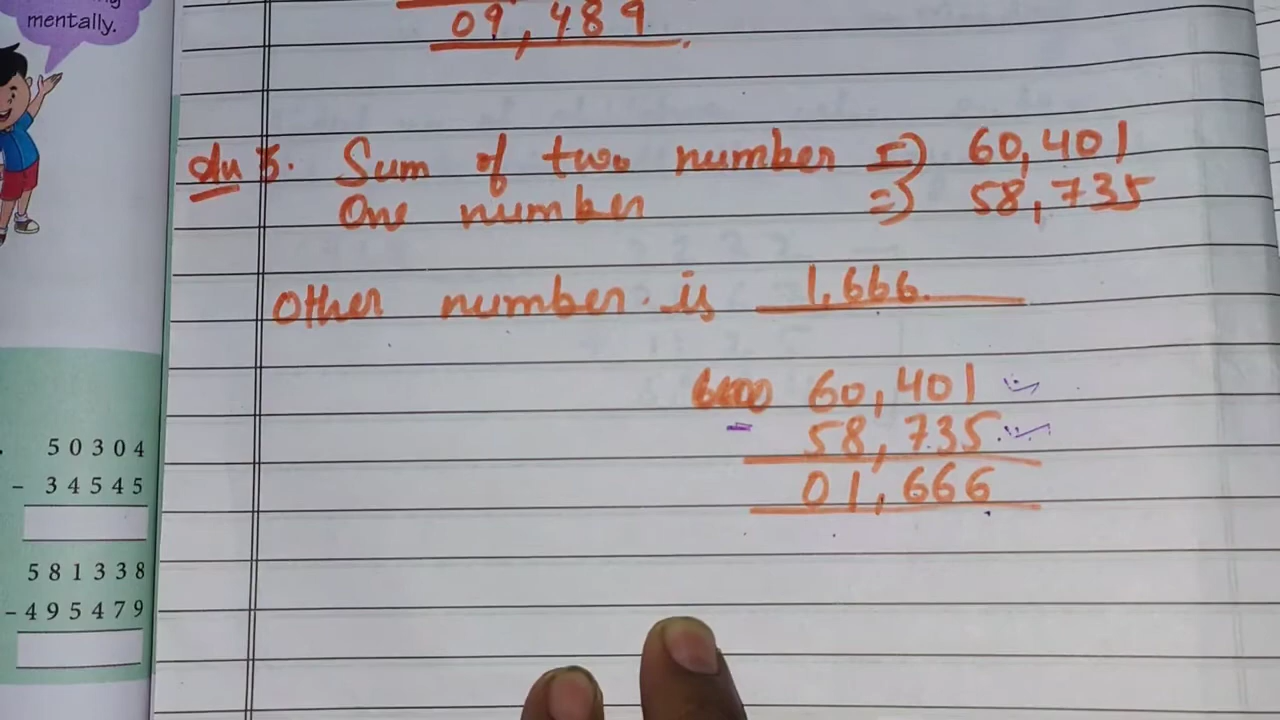 mentally.
09,489
Qu 5. Sum of two number => 60,401
One number => 58,735
Other number is 1,666.
60,401
- 58,735
01,666
50304
- 34545
581338
- 495479